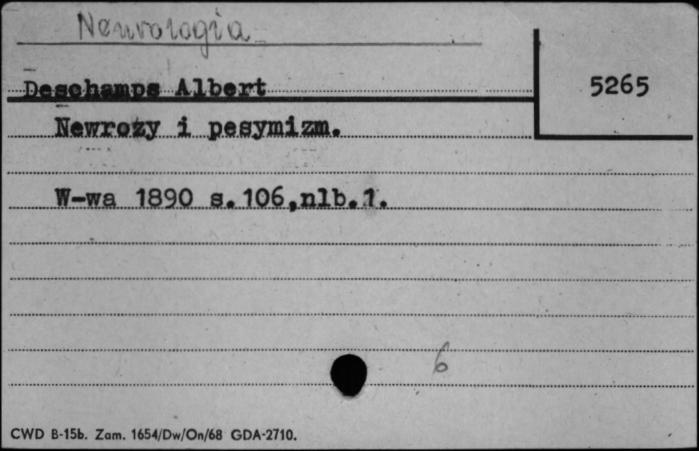 Neurologia
Deschamps Albert
5265
Newrozy i pesymizm.
W-wa 1890 s.106,nlb.1.
6
CWD B-15b. Zam. 1654/Dw/On/68 GDA-2710.